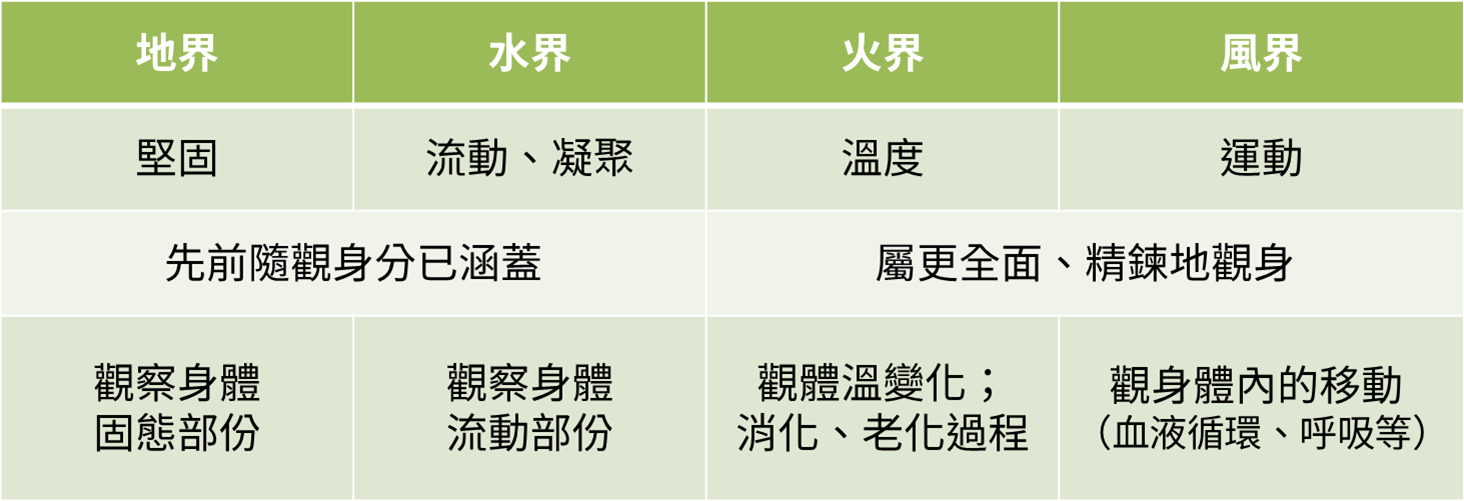 地界
水界
火界
風界
堅固
流動、凝聚
溫度
運動
先前隨觀身分已涵蓋
屬更全面、精鍊地觀身
觀察身體
固態部份
觀察身體
流動部份
觀體溫變化；
消化、老化過程
觀身體內的移動
（血液循環、呼吸等）